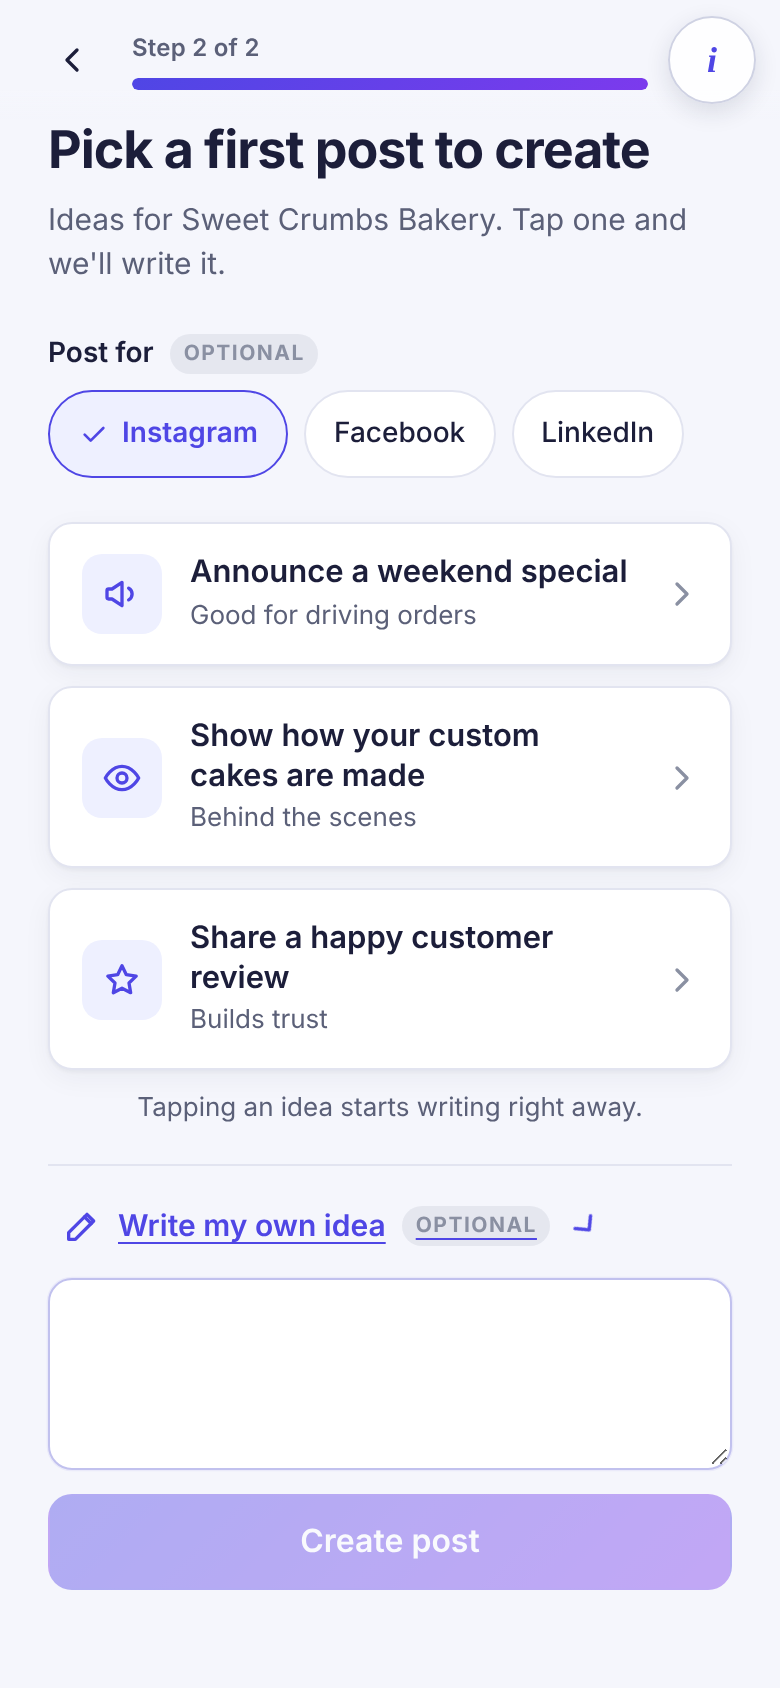 Step 2 of 2
i
Pick a first post to create
Ideas for Sweet Crumbs Bakery. Tap one and
we'll write it.
Post for OPTIONAL
Instagram Facebook LinkedIn
Announce a weekend special
Good for driving orders
Show how your custom
cakes are made
Behind the scenes
Share a happy customer
review
Builds trust
Tapping an idea starts writing right away.
Write my own idea OPTIONAL
Create post